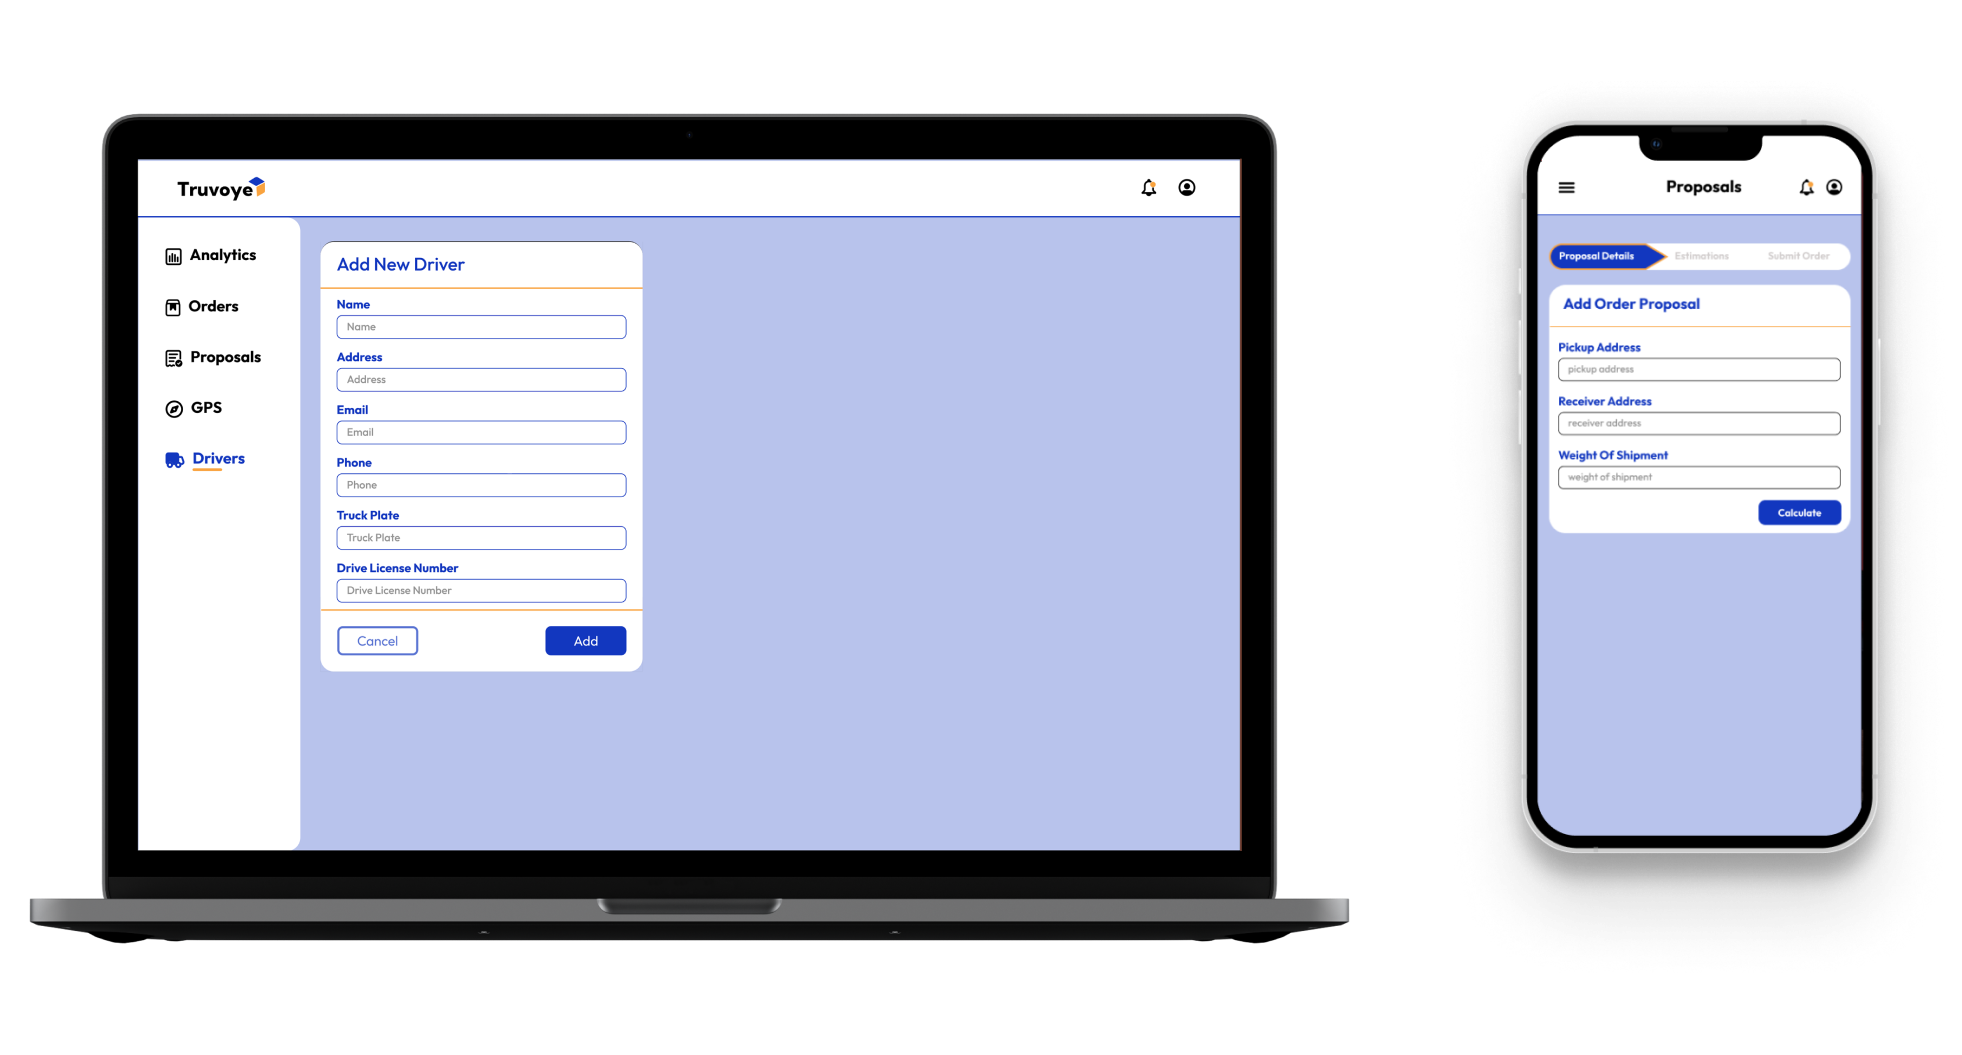 Truvoye
Analytics
Orders
Proposals
GPS
Drivers
Add New Driver
Name
Name
Address
Address
Email
Email
Phone
Phone
Truck Plate
Truck Plate
Drive License Number
Drive License Number
Cancel
Add
Proposals
Proposal Details
Estimations
Submit Order
Add Order Proposal
Pickup Address
pickup address
Receiver Address
receiver address
Weight Of Shipment
weight of shipment
Calculate